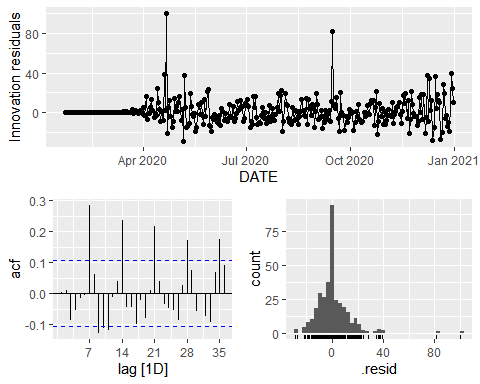 Innovation residuals
80
40
0
Apr 2020 Jul 2020 Oct 2020 Jan 2021
DATE
acf
0.3
0.2
0.1
0.0
-0.1
7 14 21 28 35
lag [1D]
count
75
50
25
0
0 40 80
.resid